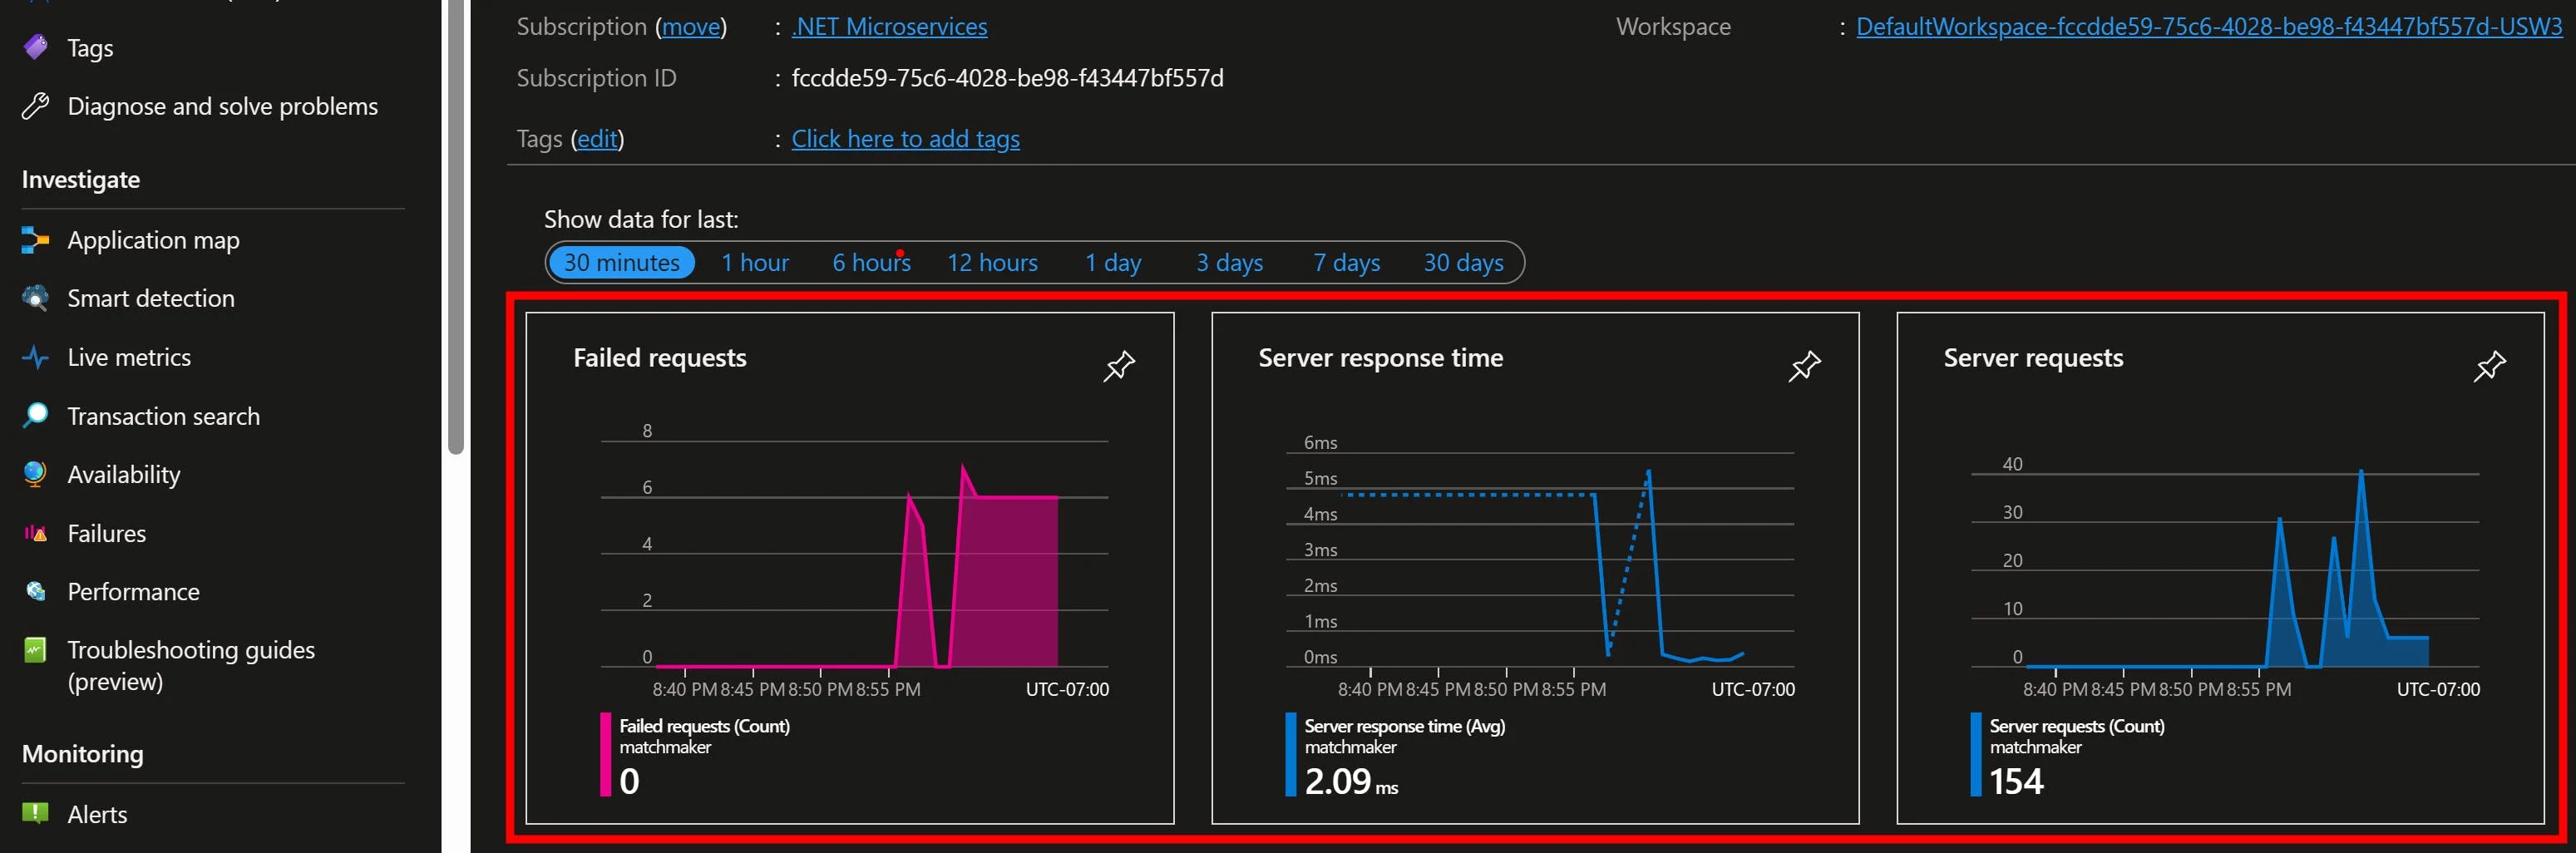 Tags
Diagnose and solve problems
Investigate
Application map
Smart detection
Live metrics
Transaction search
Availability
Failures
Performance
Troubleshooting guides
(preview)
Monitoring
Alerts
Subscription (move) : .NET Microservices
Workspace : DefaultWorkspace-fccdde59-75c6-4028-be98-f43447bf557d-USW3
Subscription ID : fccdde59-75c6-4028-be98-f43447bf557d
Tags (edit) : Click here to add tags
Show data for last:
30 minutes 1 hour 6 hours 12 hours 1 day 3 days 7 days 30 days
Failed requests
8
6
4
2
0
8:40 PM 8:45 PM 8:50 PM 8:55 PM UTC-07:00
Failed requests (Count)
matchmaker
0
Server response time
6ms
5ms
4ms
3ms
2ms
1ms
0ms
8:40 PM 8:45 PM 8:50 PM 8:55 PM UTC-07:00
Server response time (Avg)
matchmaker
2.09 ms
Server requests
40
30
20
10
0
8:40 PM 8:45 PM 8:50 PM 8:55 PM UTC-07:00
Server requests (Count)
matchmaker
154